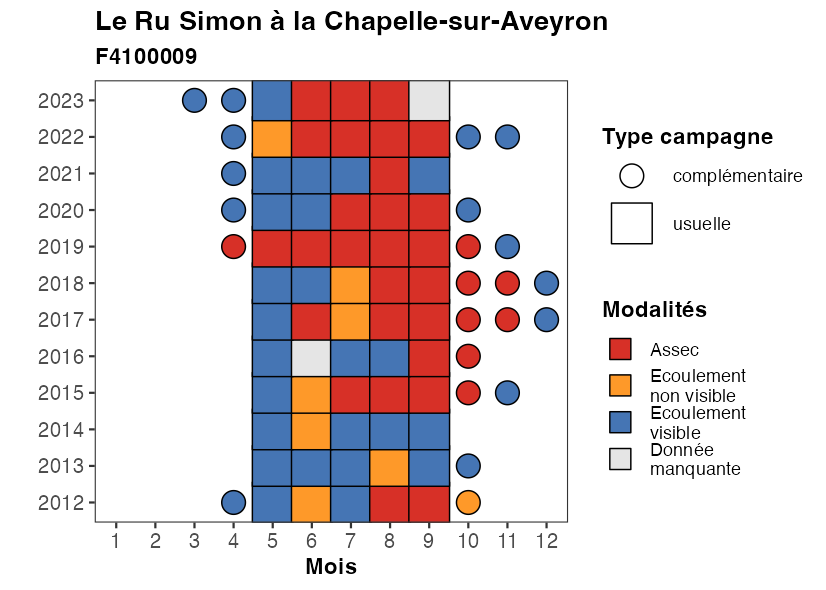 Le Ru Simon à la Chapelle-sur-Aveyron
F4100009
2023
2022
2021
2020
2019
2018
2017
2016
2015
2014
2013
2012
1 2 3 4 5 6 7 8 9 10 11 12
Mois
Type campagne
complémentaire
usuelle
Modalités
Assec
Ecoulement
non visible
Ecoulement
visible
Donnée
manquante